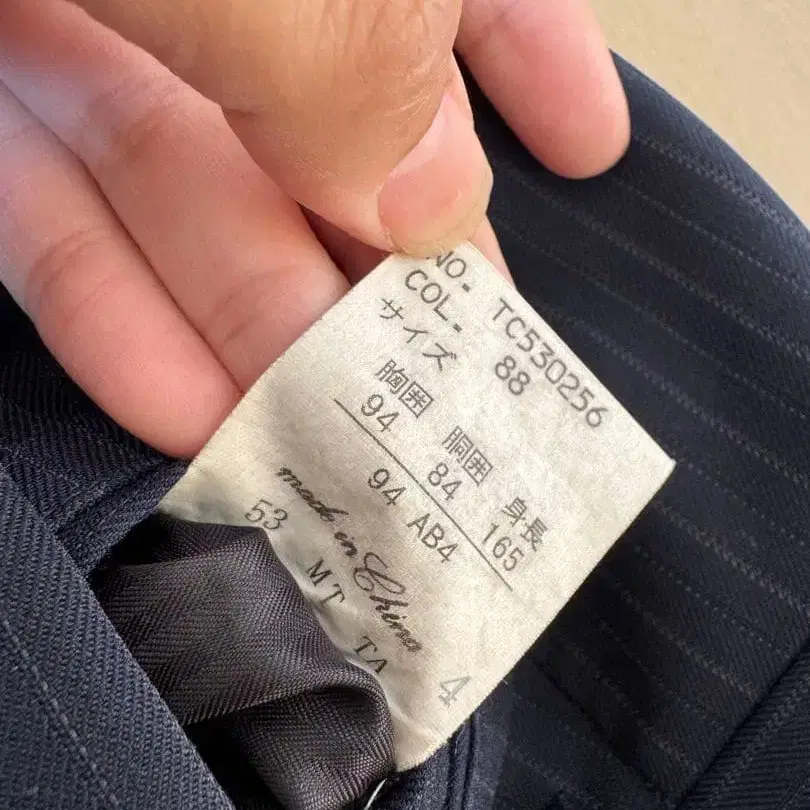 NO. TC530256
COL. 88
サイズ
胸囲 胴囲 身長
94 84 165
94 AB4
made in China
53 MT TA
4